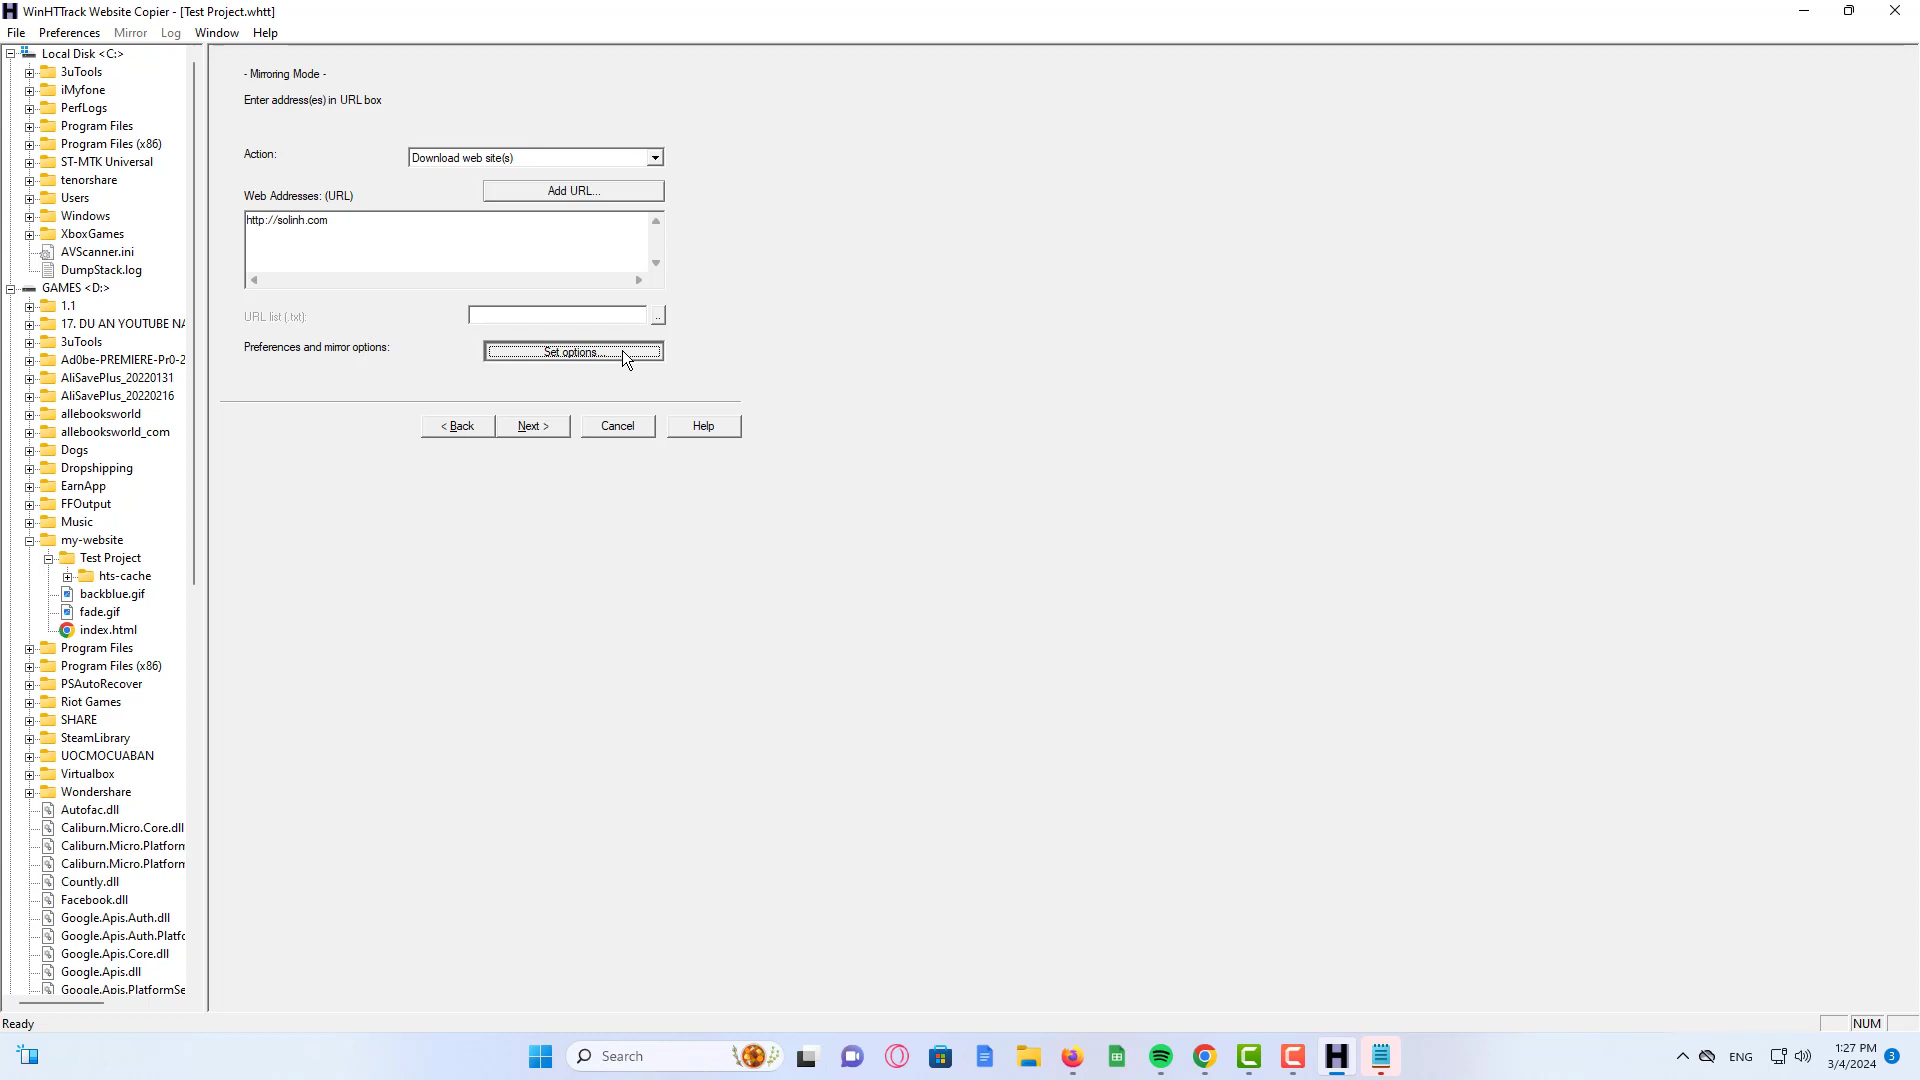 WinHTTrack Website Copier - [Test Project.whtt]
File Preferences Mirror Log Window Help
Local Disk <C:>
3uTools
iMyfone
PerfLogs
Program Files
Program Files (x86)
ST-MTK Universal
tenorshare
Users
Windows
XboxGames
AVScanner.ini
DumpStack.log
GAMES <D:>
1.1
17. DU AN YOUTUBE NA
3uTools
Ad0be-PREMIERE-Pr0-2
AliSavePlus_20220131
AliSavePlus_20220216
allebooksworld
allebooksworld_com
Dogs
Dropshipping
EarnApp
FFOutput
Music
my-website
Test Project
hts-cache
backblue.gif
fade.gif
index.html
Program Files
Program Files (x86)
PSAutoRecover
Riot Games
SHARE
SteamLibrary
UOCMOCUABAN
Virtualbox
Wondershare
Autofac.dll
Caliburn.Micro.Core.dll
Caliburn.Micro.Platform
Caliburn.Micro.Platform
Countly.dll
Facebook.dll
Google.Apis.Auth.dll
Google.Apis.Auth.Platfo
Google.Apis.Core.dll
Google.Apis.dll
Google.Apis.PlatformSe
- Mirroring Mode -
Enter address(es) in URL box
Action: Download web site(s)
Web Addresses: (URL) Add URL...
http://solinh.com
URL list (.txt): ..
Preferences and mirror options: Set options...
< Back Next > Cancel Help
Ready NUM
Search ENG 1:27 PM 3
3/4/2024